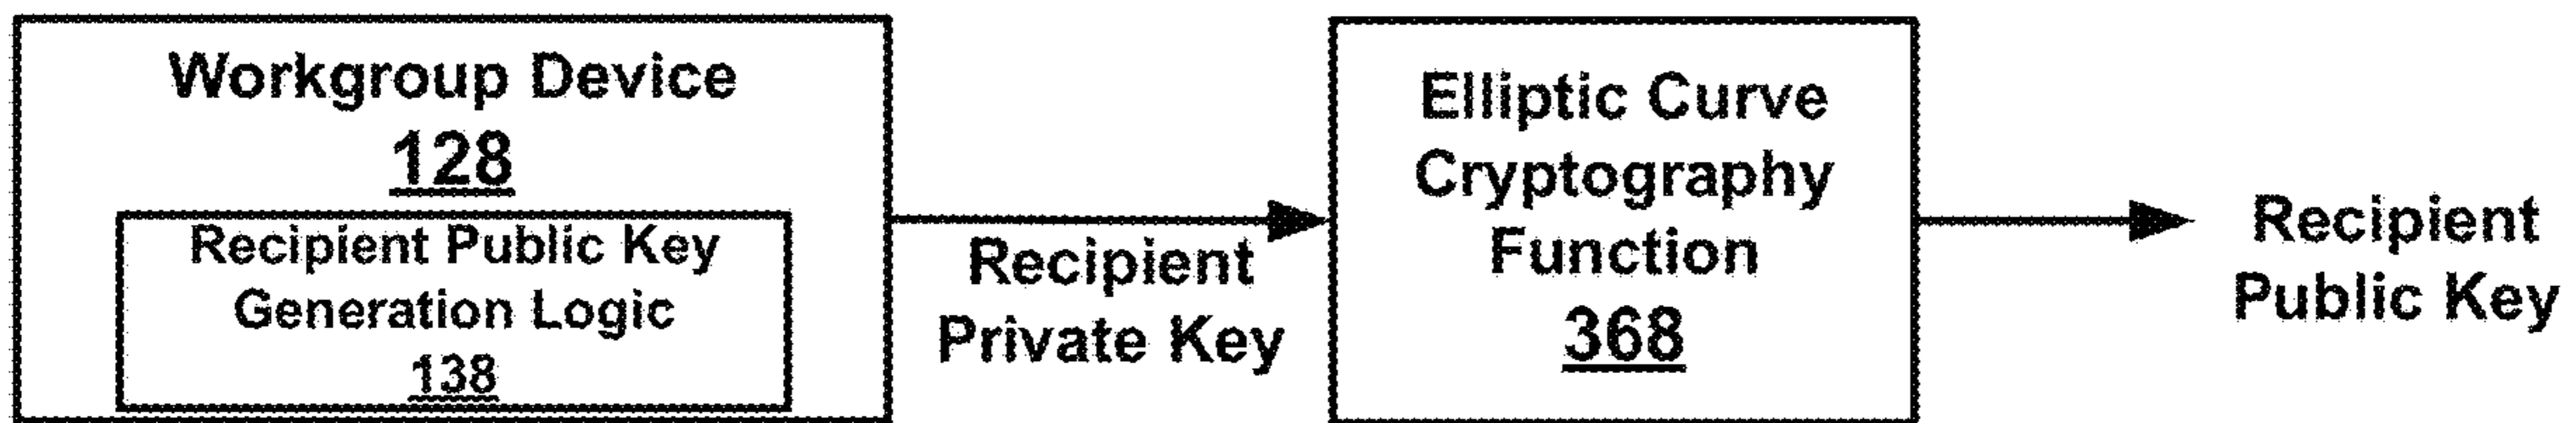 Workgroup Device
128
Recipient Public Key
Generation Logic
138
Recipient
Private Key
Elliptic Curve
Cryptography
Function
368
Recipient
Public Key